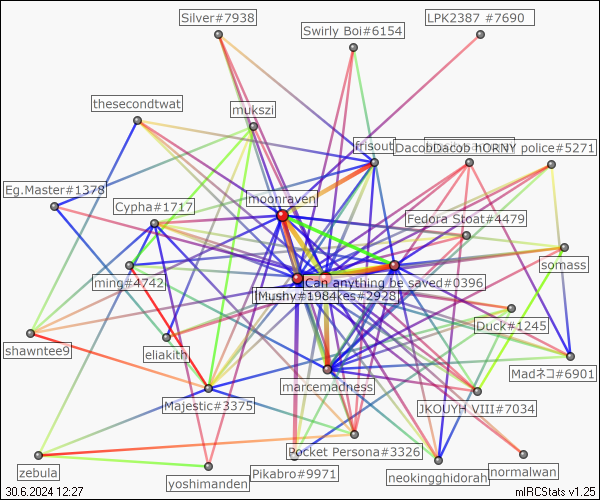 Silver#7938
LPK2387 #7690
Swirly Boi#6154
thesecondtwat
mukszi
frisout
DacobDacob HORNY police#5271
Eg.Master#1378
moonraven
Cypha#1717
Fedora Stoat#4479
somass
ming#4742
Can anything be saved#0396
Mushy#1984kes#2928
Duck#1245
shawntee9
eliakith
Madネコ#6901
marcemadness
Majestic#3375
JKOUYH VIII#7034
Pocket Persona#3326
zebula
yoshimanden
Pikabro#9971
neokingghidorah
normalwan
30.6.2024 12:27
mIRCStats v1.25